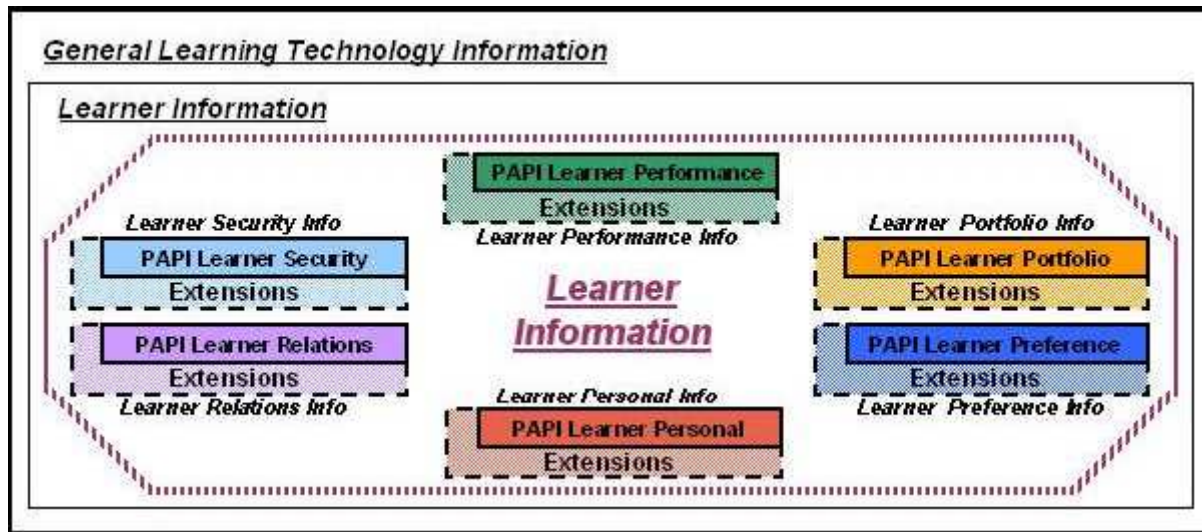 General Learning Technology Information
Learner Information
PAPI Learner Performance
Extensions
Learner Performance Info
Learner Security Info
PAPI Learner Security
Extensions
PAPI Learner Relations
Extensions
Learner Relations Info
Learner
Information
Learner Portfolio Info
PAPI Learner Portfolio
Extensions
PAPI Learner Preference
Extensions
Learner Preference Info
Learner Personal Info
PAPI Learner Personal
Extensions